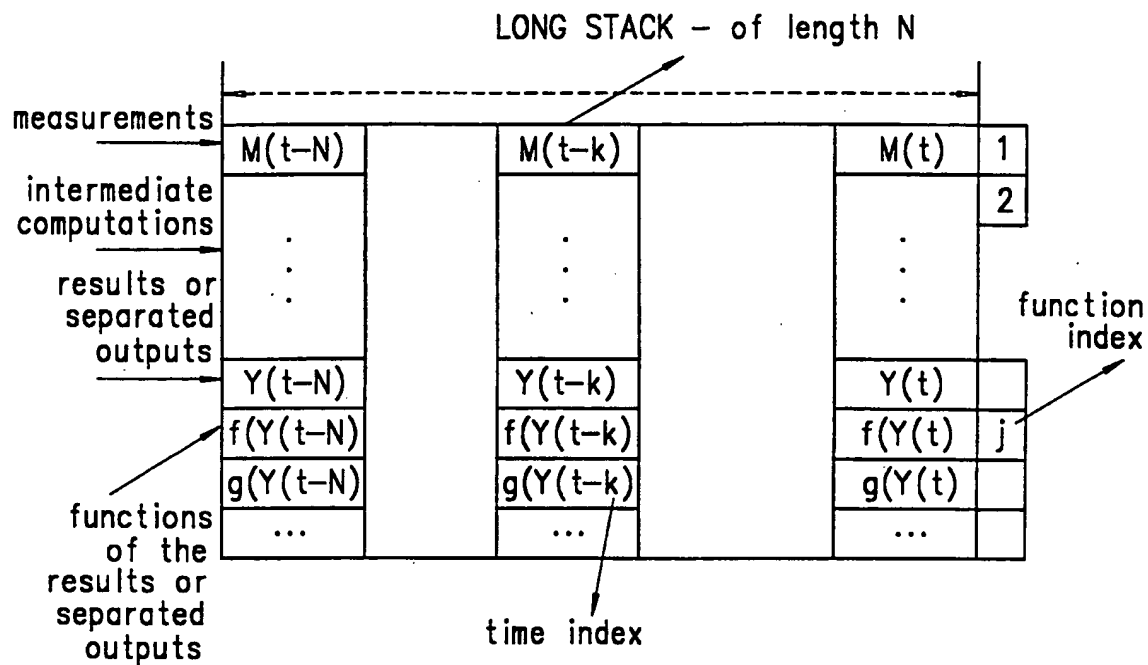 LONG STACK – of length N
measurements
M(t–N) M(t–k) M(t) 1
intermediate
computations
2
. . .
. . .
. . .
results or
separated
outputs
function
index
Y(t–N) Y(t–k) Y(t)
f(Y(t–N) f(Y(t–k) f(Y(t) j
g(Y(t–N) g(Y(t–k) g(Y(t)
... ... ...
functions
of the
results or
separated
outputs
time index